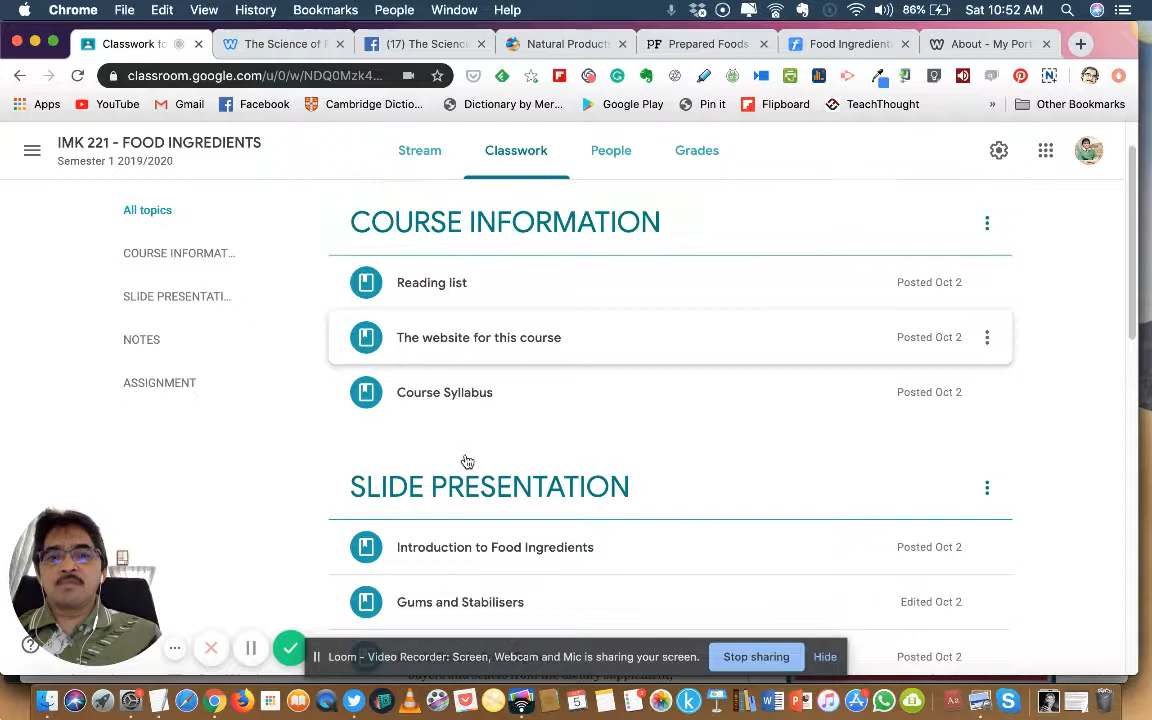 Chrome File Edit View History Bookmarks People Window Help 86% Sat 10:52 AM
Classwork fo The Science of F (17) The Science Natural Products Prepared Foods Food Ingredients About - My Port
classroom.google.com/u/0/w/NDQ0Mzk4...
Apps YouTube Gmail Facebook Cambridge Dictio... Dictionary by Mer... Google Play Pin it Flipboard TeachThought » Other Bookmarks
IMK 221 - FOOD INGREDIENTS
Semester 1 2019/2020
Stream Classwork People Grades
All topics
COURSE INFORMAT...
SLIDE PRESENTATI...
NOTES
ASSIGNMENT
COURSE INFORMATION
Reading list Posted Oct 2
The website for this course Posted Oct 2
Course Syllabus Posted Oct 2
SLIDE PRESENTATION
Introduction to Food Ingredients Posted Oct 2
Gums and Stabilisers Edited Oct 2
Posted Oct 2
Loom - Video Recorder: Screen, Webcam and Mic is sharing your screen. Stop sharing Hide